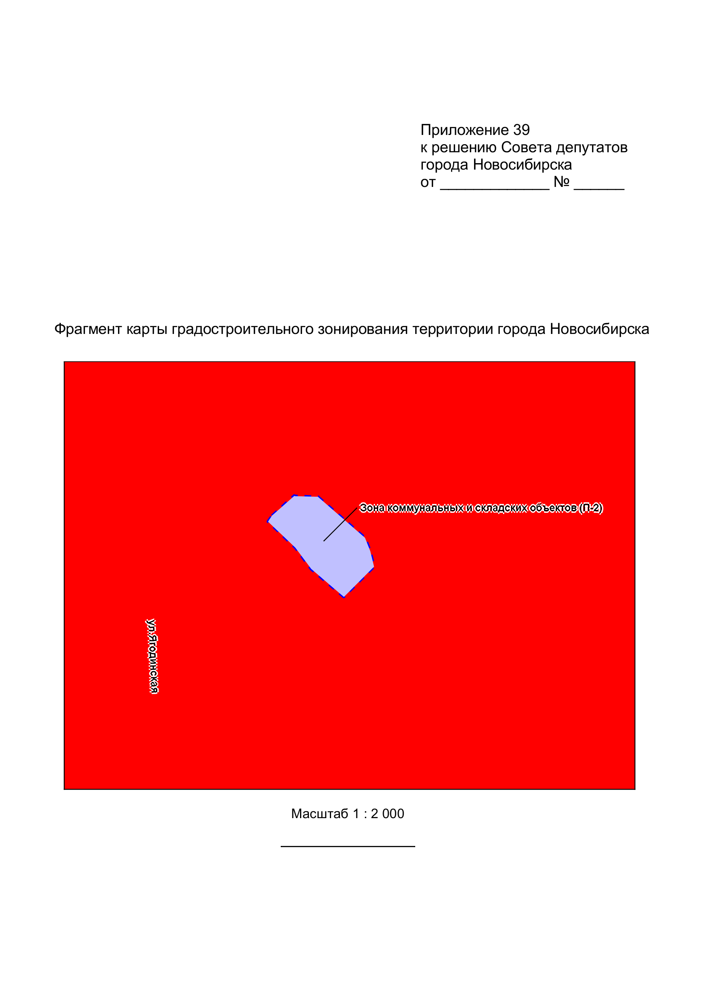 Приложение 39
к решению Совета депутатов
города Новосибирска
от _____________ № ______
Фрагмент карты градостроительного зонирования территории города Новосибирска
Зона коммунальных и складских объектов (П-2)
ул.Ягодинская
Масштаб 1 : 2 000